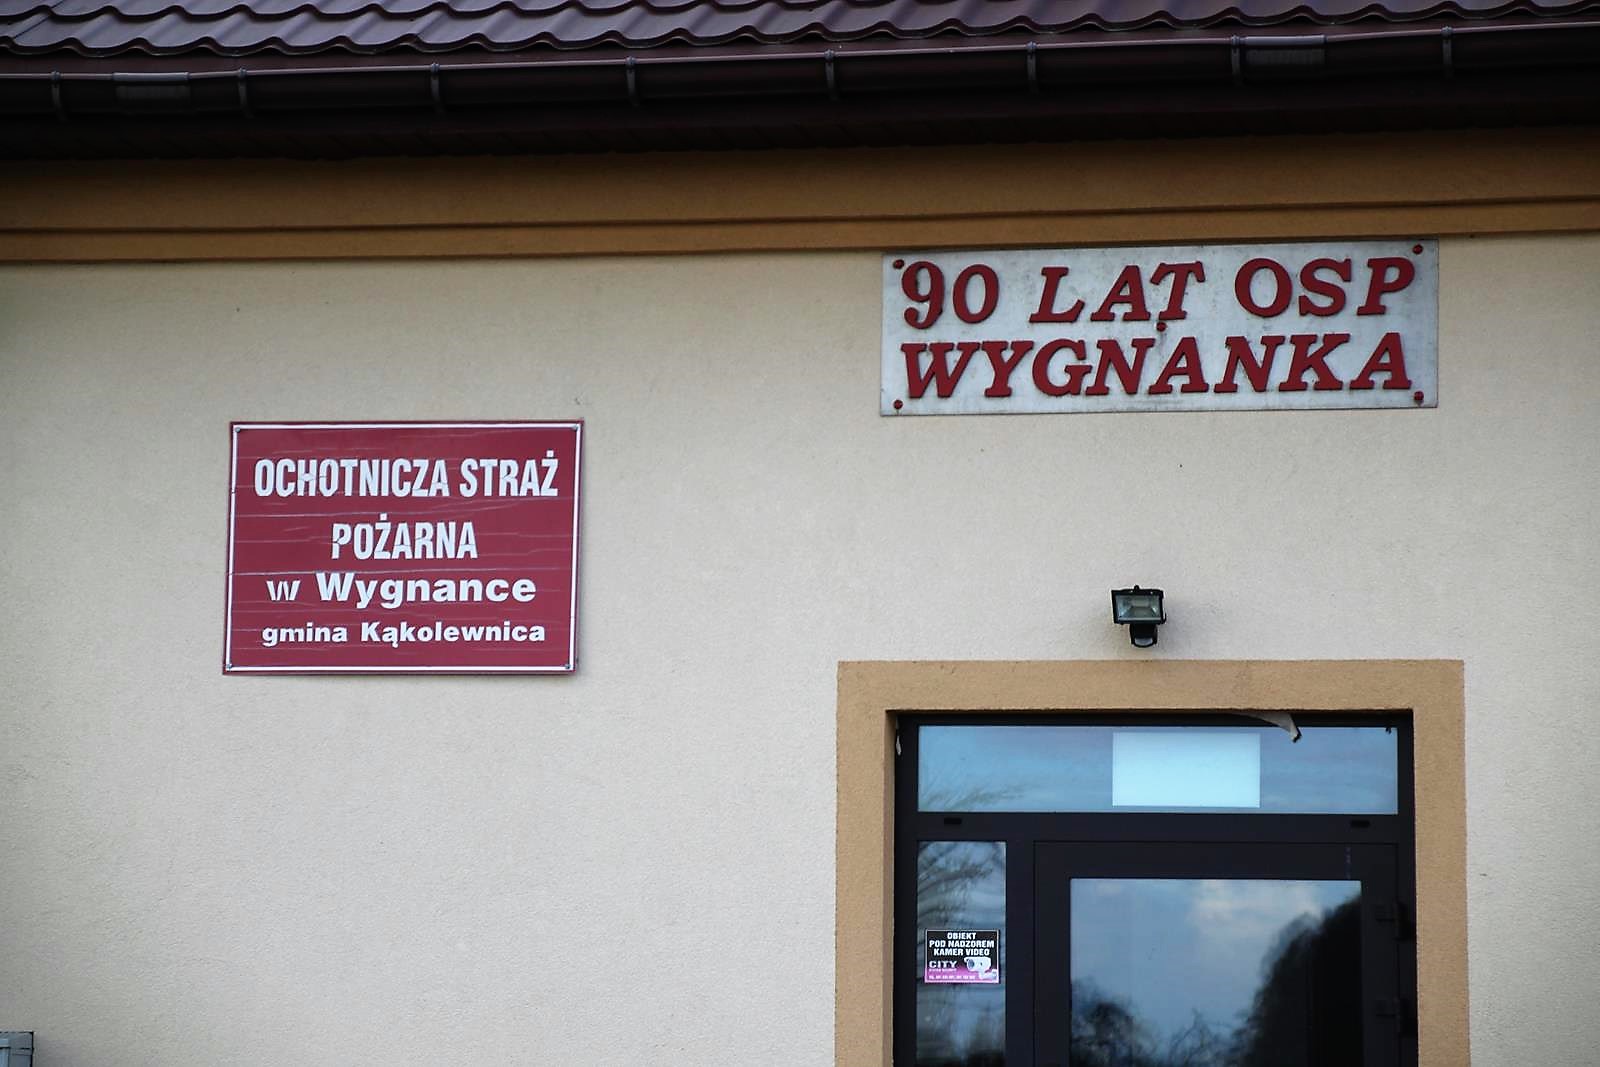 90 LAT OSP
WYGNANKA
OCHOTNICZA STRAŻ
POŻARNA
w Wygnance
gmina Kąkolewnica
OBIEKT
POD NADZOREM
KAMER VIDEO
CITY